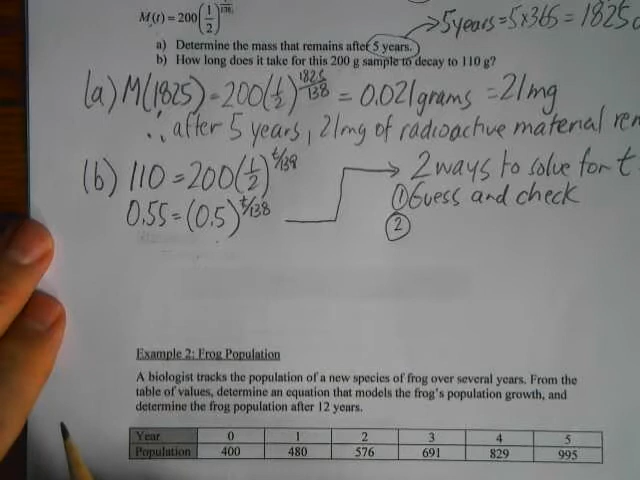 M(t) = 200(1/2)^(t/138)
5 years = 5×365 = 1825
a) Determine the mass that remains after 5 years.
b) How long does it take for this 200 g sample to decay to 110 g?
(a) M(1825) = 200(1/2)^(1825/138) = 0.021 grams = 21mg
∴ after 5 years, 21mg of radioactive material
(b) 110 = 200(1/2)^(t/138)
2 ways to solve for t
0.55 = (0.5)^(t/138)
① Guess and check
②
Example 2: Frog Population
A biologist tracks the population of a new species of frog over several years. From the
table of values, determine an equation that models the frog's population growth, and
determine the frog population after 12 years.
Year 0 1 2 3 4 5
Population 400 480 576 691 829 995